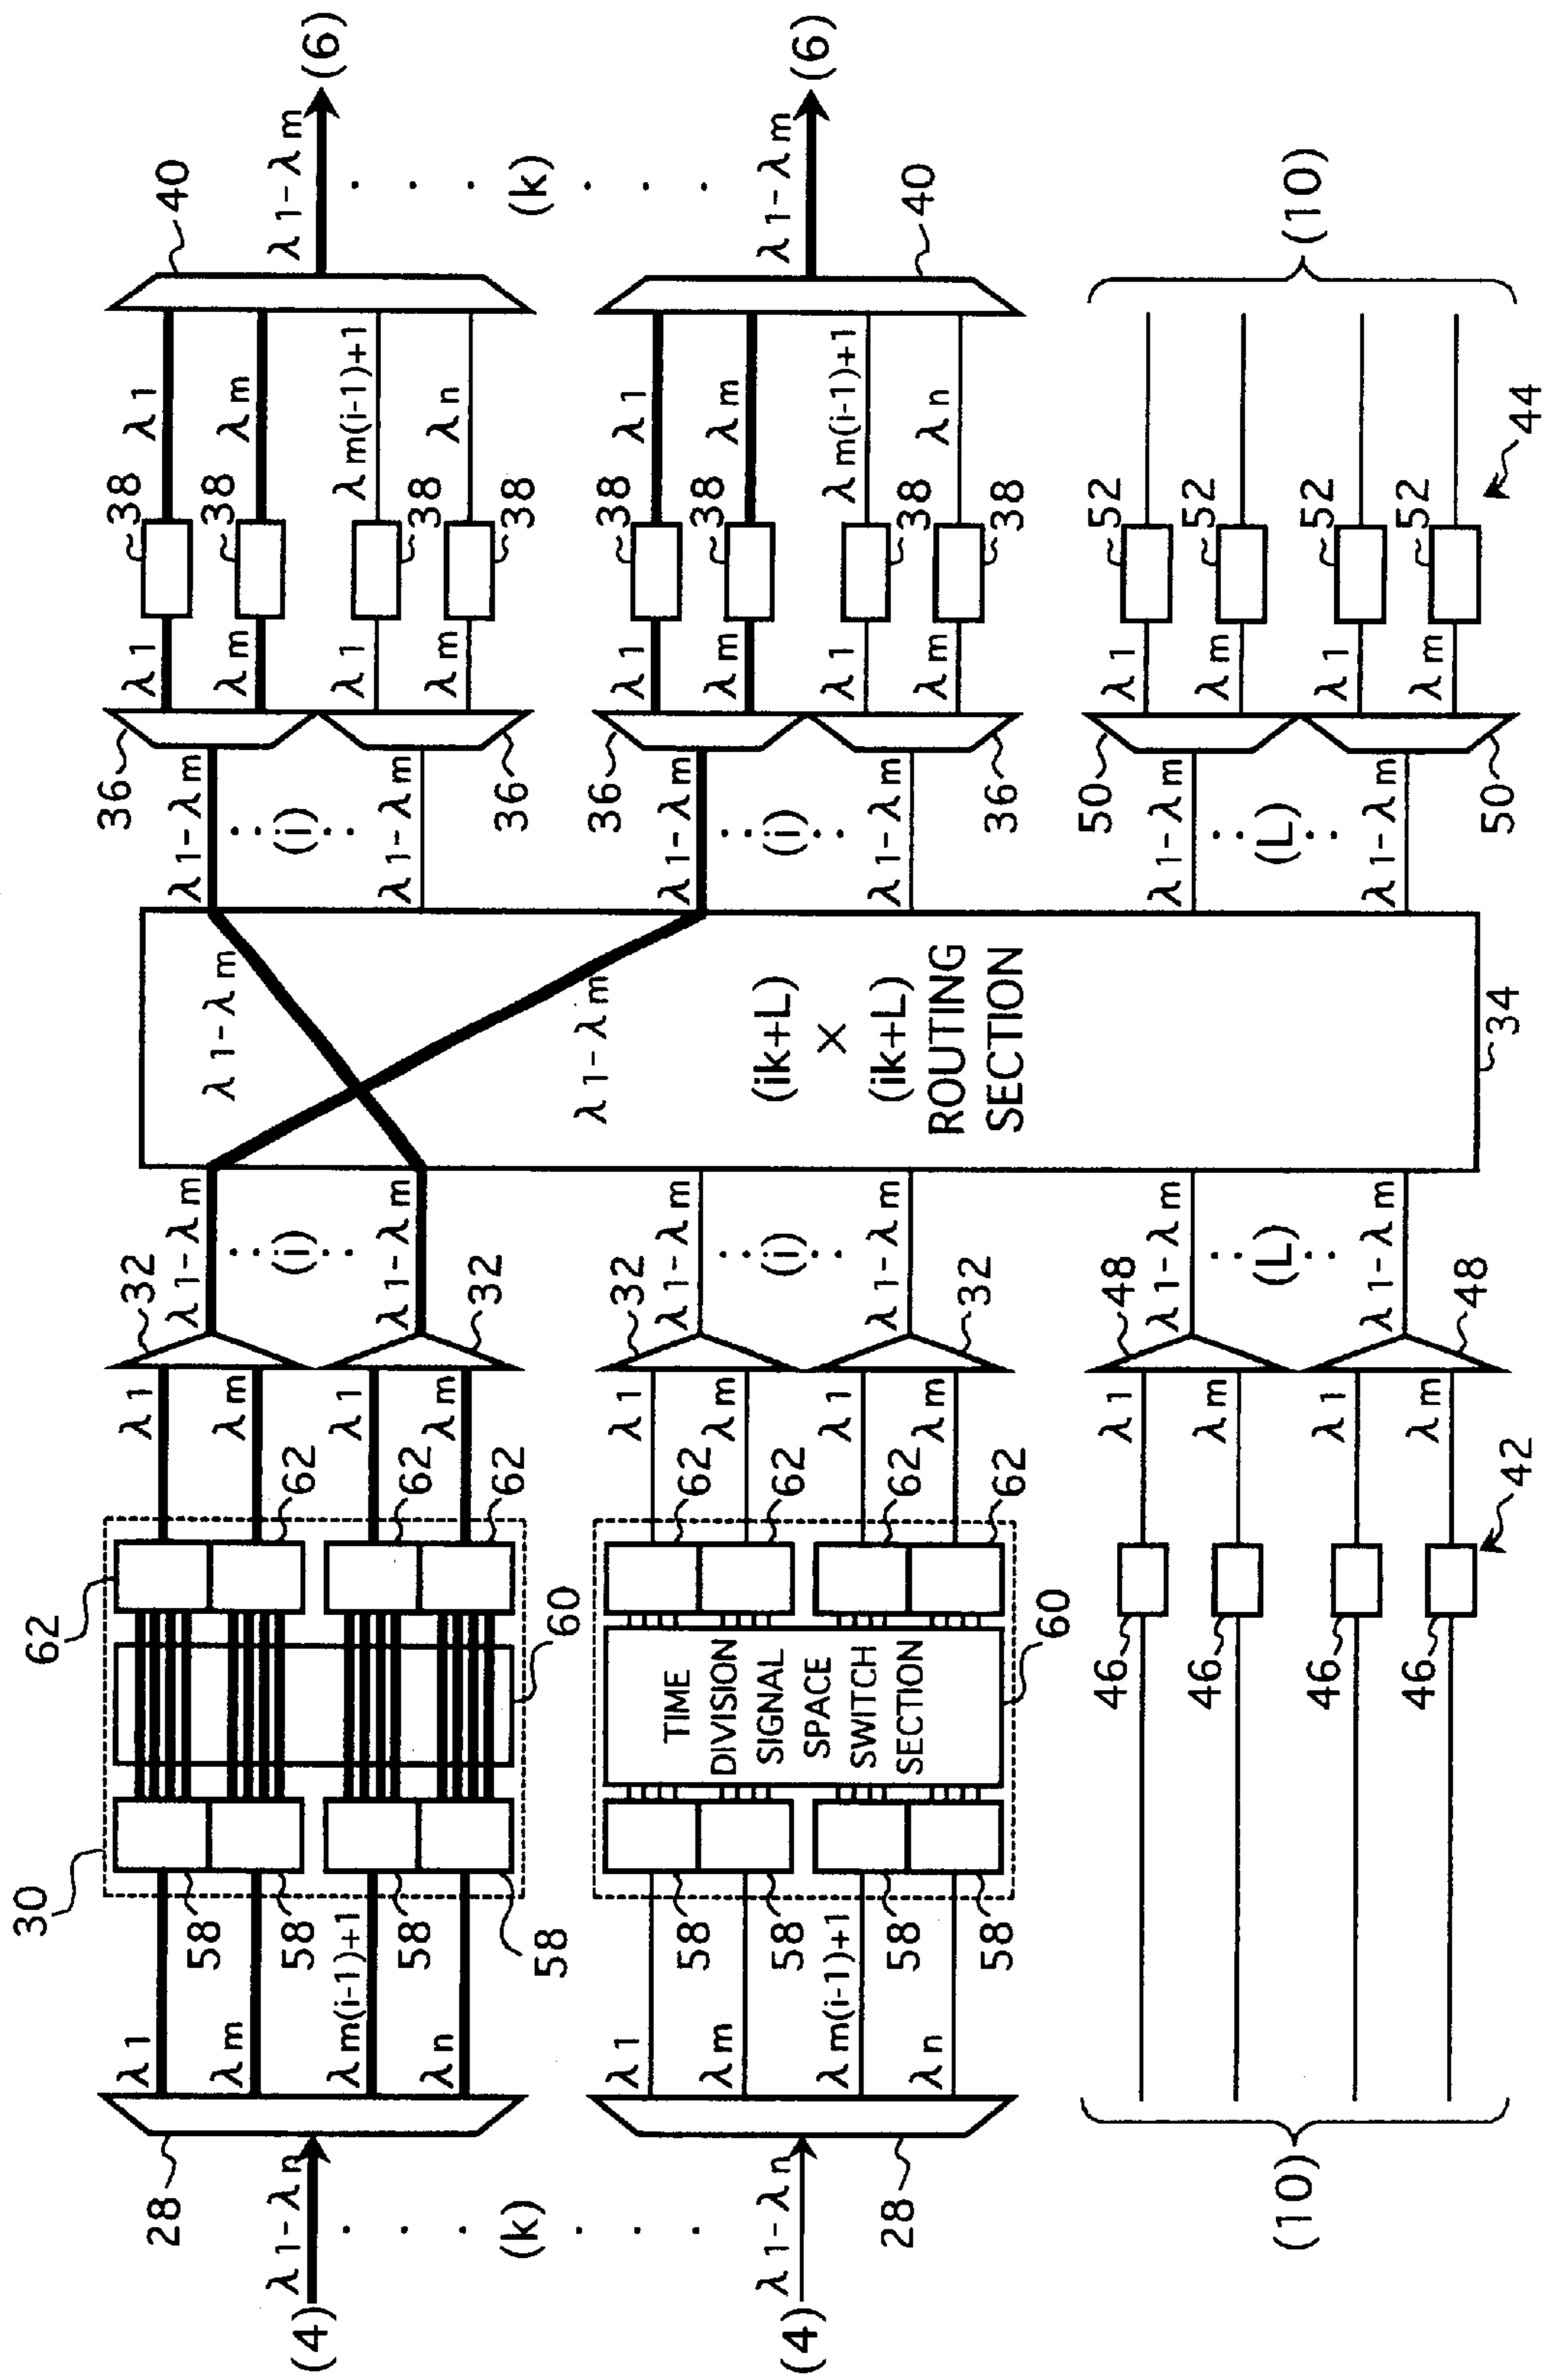 (4)
λ1-λn
28
λ1
λm
λm(i-1)+1
λn
30
58
58
58
58
62
60
62
62
62
λ1
λm
λ1
λm
32
32
λ1-λm
(i)
λ1-λm
λ1-λm
λ1-λm
36
λ1-λm
(i)
λ1-λm
36
λ1
λm
λ1
λm
38
38
38
38
λ1
λm
λm(i-1)+1
λn
40
λ1-λm
(6)
(k)
(k)
(4)
λ1-λn
28
λ1
λm
λm(i-1)+1
λn
58
58
58
58
TIME
DIVISION
SIGNAL
SPACE
SWITCH
SECTION
60
62
62
62
62
λ1
λm
λ1
λm
32
32
λ1-λm
(i)
λ1-λm
(ik+L)
×
(ik+L)
ROUTING
SECTION
34
36
λ1-λm
(i)
λ1-λm
36
λ1
λm
λ1
λm
38
38
38
38
λ1
λm
λm(i-1)+1
λn
40
λ1-λm
(6)
(10)
46
46
46
46
42
λ1
λm
λ1
λm
48
48
λ1-λm
(L)
λ1-λm
50
λ1-λm
(L)
λ1-λm
50
λ1
λm
λ1
λm
52
52
52
52
44
(10)